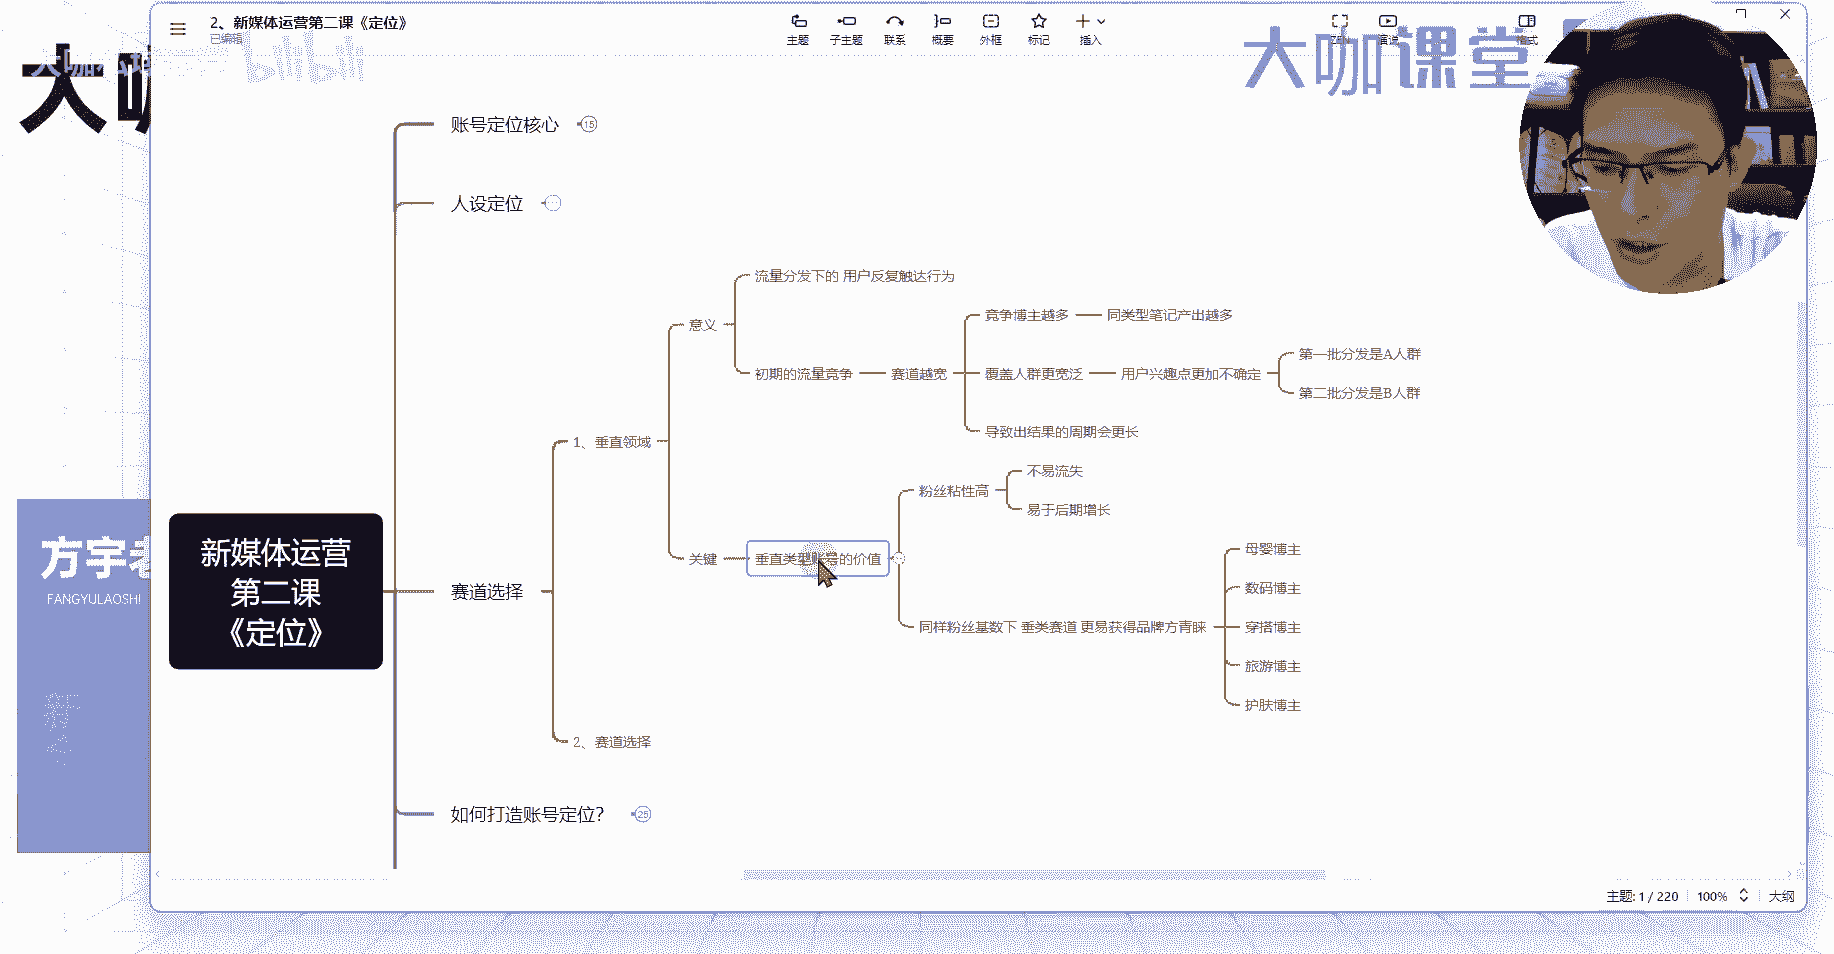 2、新媒体运营第二课《定位》
已编辑
主题
子主题
联系
概要
外框
标记
插入
大咖课堂
bilibili
账号定位核心
15
人设定位
流量分发下的 用户反复触达行为
意义
竞争博主越多
同类型笔记产出越多
初期的流量竞争
赛道越宽
覆盖人群更宽泛
用户兴趣点更加不确定
第一批分发是A人群
第二批分发是B人群
导致出结果的周期会更长
1、垂直领域
粉丝粘性高
不易流失
易于后期增长
关键
垂直类型账号的价值
同样粉丝基数下 垂类赛道 更易获得品牌方青睐
母婴博主
数码博主
穿搭博主
旅游博主
护肤博主
新媒体运营
第二课
《定位》
赛道选择
2、赛道选择
如何打造账号定位？
25
方宇老
FANGYULAOSHI
主题: 1 / 220
100%
大纲